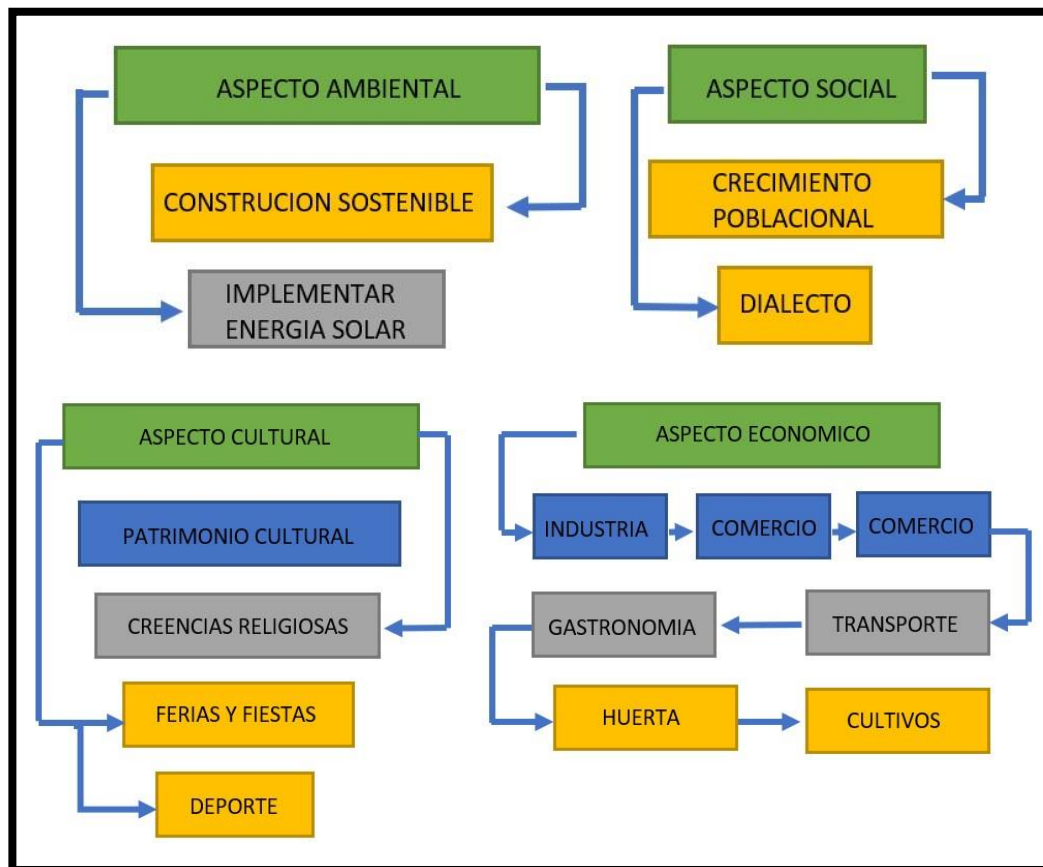 ASPECTO AMBIENTAL
CONSTRUCION SOSTENIBLE
IMPLEMENTAR
ENERGIA SOLAR
ASPECTO SOCIAL
CRECIMIENTO
POBLACIONAL
DIALECTO
ASPECTO CULTURAL
PATRIMONIO CULTURAL
CREENCIAS RELIGIOSAS
FERIAS Y FIESTAS
DEPORTE
ASPECTO ECONOMICO
INDUSTRIA
COMERCIO
COMERCIO
TRANSPORTE
GASTRONOMIA
HUERTA
CULTIVOS